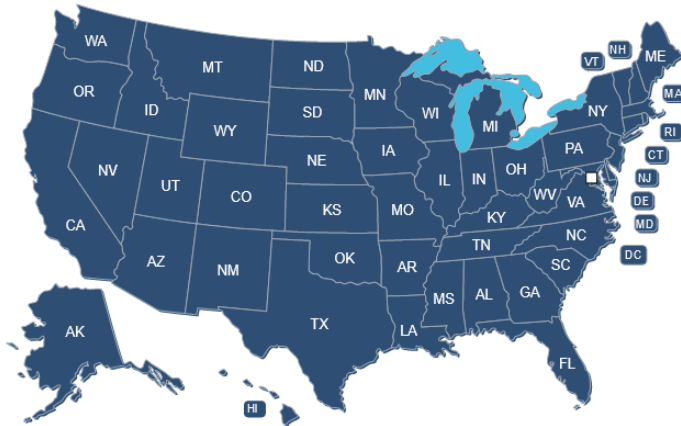 WA
MT
ND
MN
VT
NH
ME
OR
ID
SD
WI
MI
NY
MA
WY
RI
IA
PA
CT
NV
UT
CO
NE
IL
IN
OH
NJ
CA
KS
MO
KY
WV
VA
DE
MD
AZ
NM
OK
AR
TN
NC
SC
DC
TX
LA
MS
AL
GA
AK
FL
HI